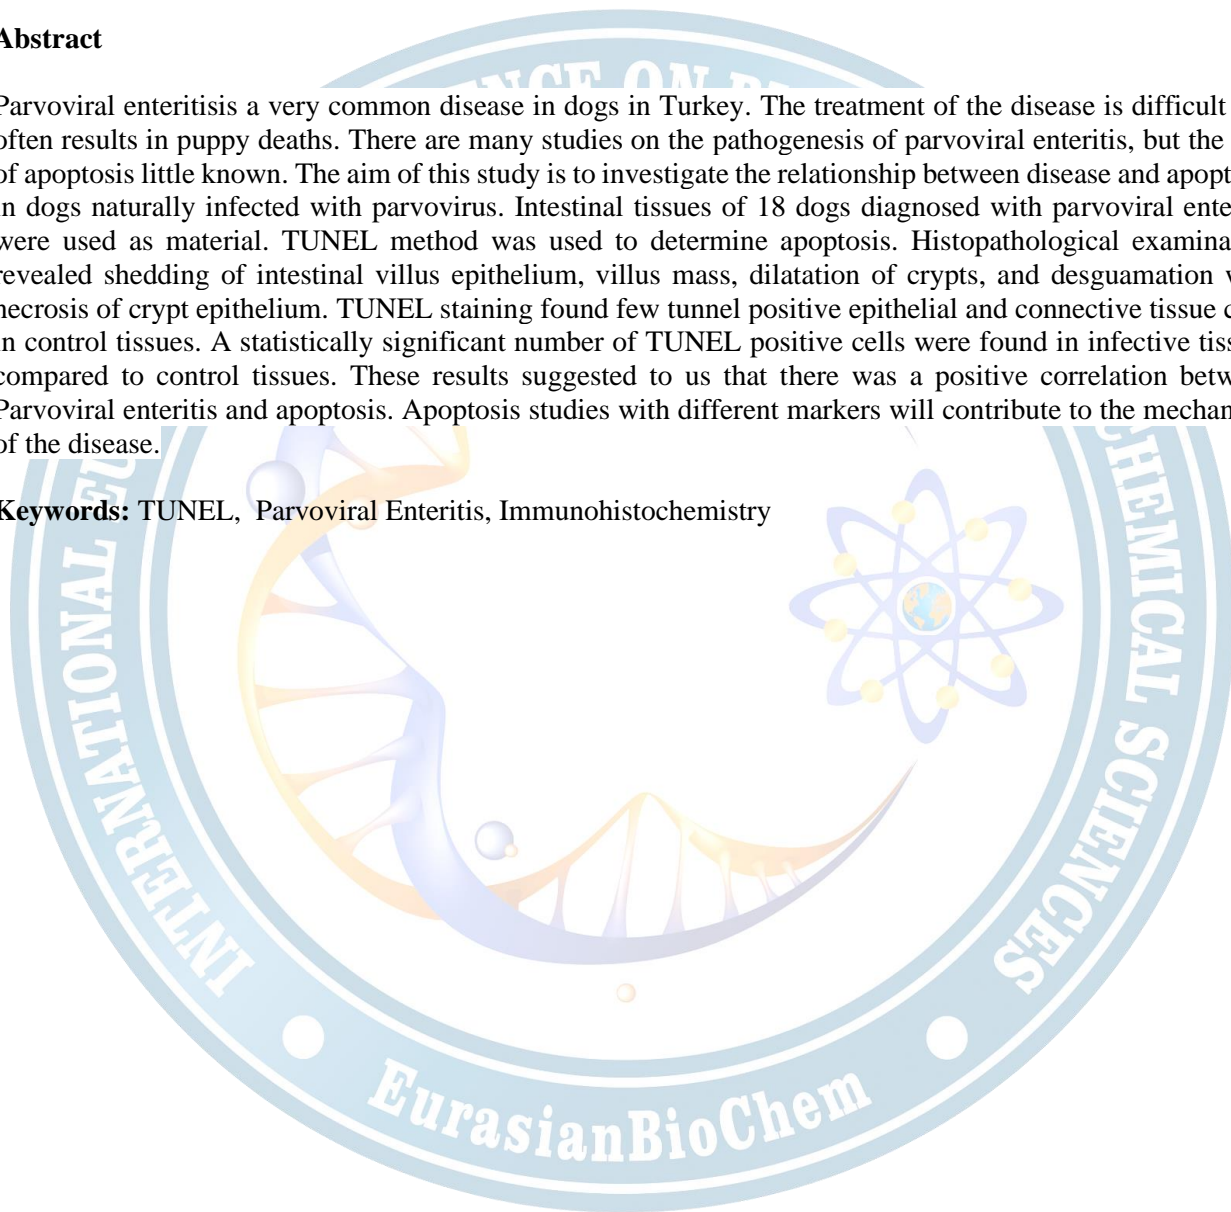 Abstract
Parvoviral enteritisis a very common disease in dogs in Turkey. The treatment of the disease is difficult
often results in puppy deaths. There are many studies on the pathogenesis of parvoviral enteritis, but the
of apoptosis little known. The aim of this study is to investigate the relationship between disease and apopt
in dogs naturally infected with parvovirus. Intestinal tissues of 18 dogs diagnosed with parvoviral ente
were used as material. TUNEL method was used to determine apoptosis. Histopathological examina
revealed shedding of intestinal villus epithelium, villus mass, dilatation of crypts, and desguamation w
necrosis of crypt epithelium. TUNEL staining found few tunnel positive epithelial and connective tissue c
in control tissues. A statistically significant number of TUNEL positive cells were found in infective tiss
compared to control tissues. These results suggested to us that there was a positive correlation betw
Parvoviral enteritis and apoptosis. Apoptosis studies with different markers will contribute to the mechan
of the disease.
Keywords: TUNEL, Parvoviral Enteritis, Immunohistochemistry
INTERNATIONAL EU
ON
CHEMICAL SCIENCES
EurasianBioChem